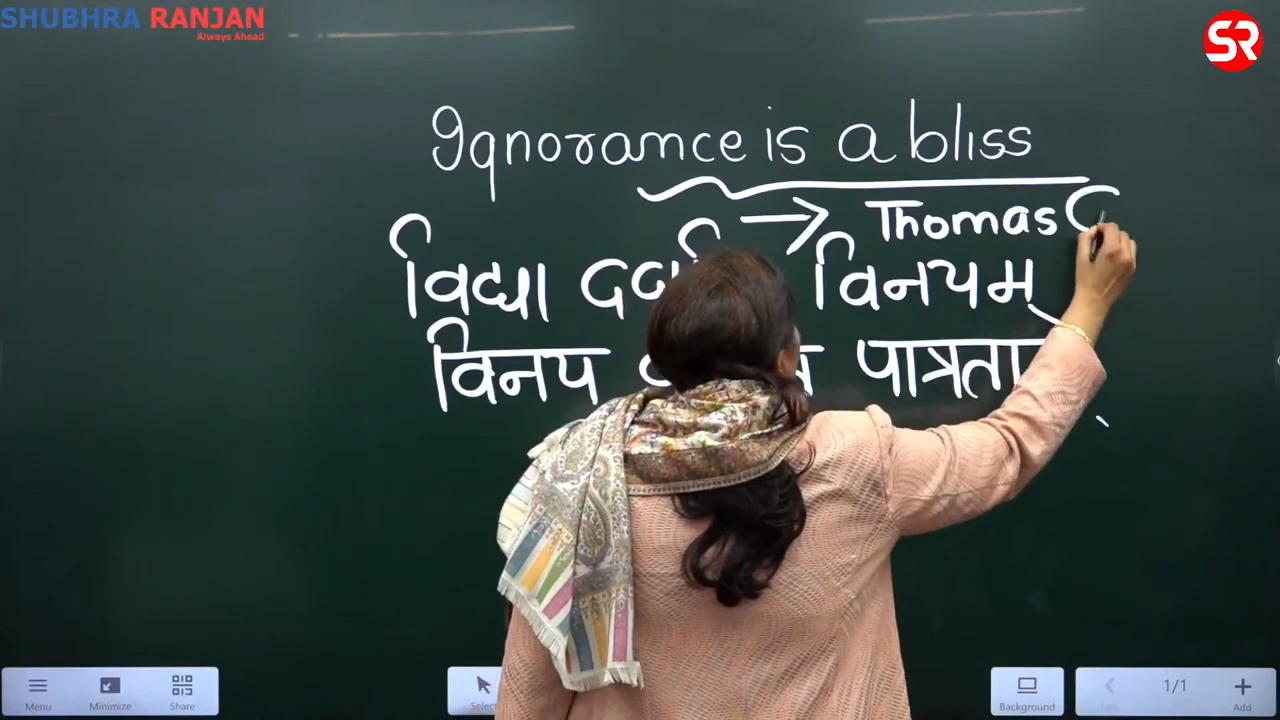 SHUBHRA RANJAN
Always Ahead
SR
Ignorance is a bliss
→ Thomas
विद्या विनयम्
विनय पात्रता
Menu
Minimize
Share
Select
Background
1/1
Add